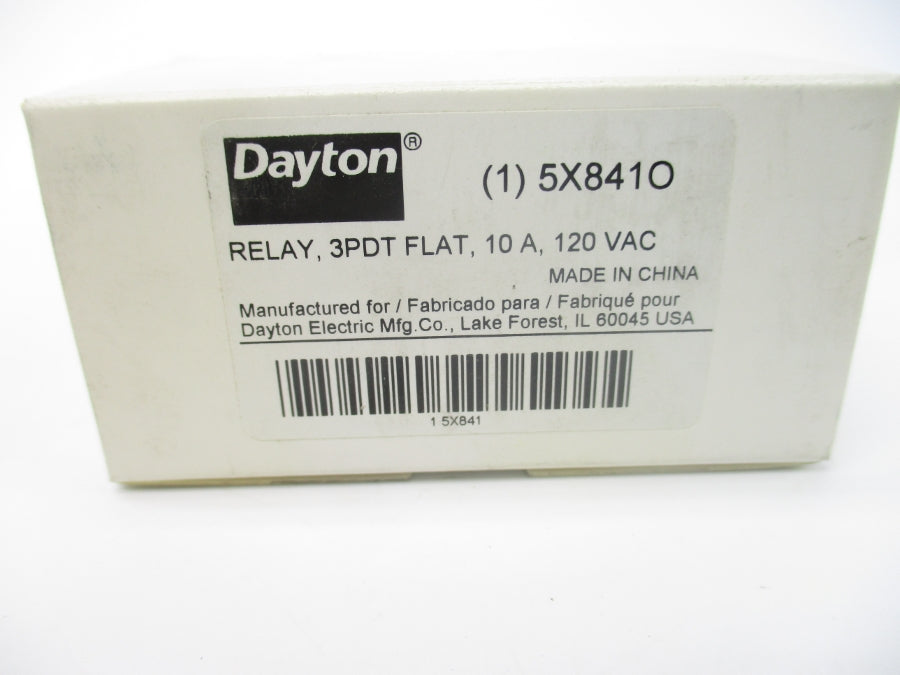 Dayton®
(1) 5X841O
RELAY, 3PDT FLAT, 10 A, 120 VAC
MADE IN CHINA
Manufactured for / Fabricado para / Fabriqué pour
Dayton Electric Mfg.Co., Lake Forest, IL 60045 USA
1 5X841